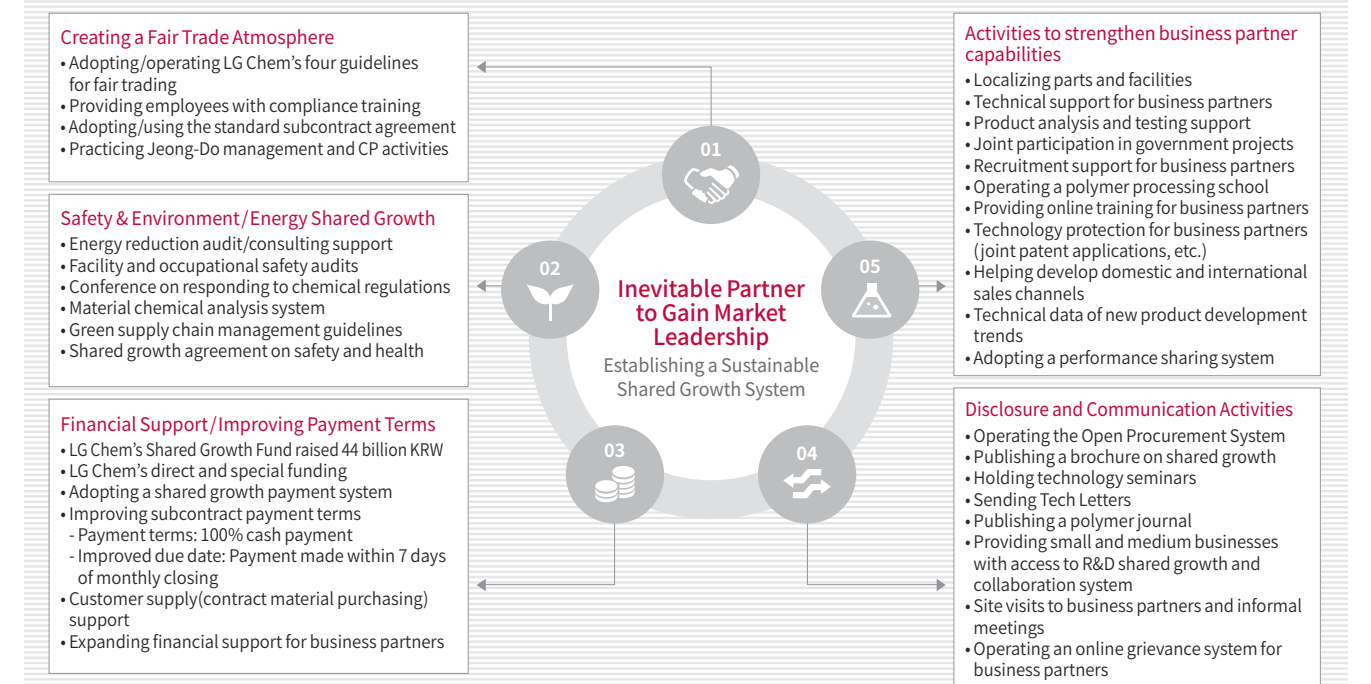 Creating a Fair Trade Atmosphere
• Adopting/operating LG Chem's four guidelines
for fair trading
• Providing employees with compliance training
• Adopting/using the standard subcontract agreement
• Practicing Jeong-Do management and CP activities
Safety & Environment/Energy Shared Growth
• Energy reduction audit/consulting support
• Facility and occupational safety audits
• Conference on responding to chemical regulations
• Material chemical analysis system
• Green supply chain management guidelines
• Shared growth agreement on safety and health
Financial Support/Improving Payment Terms
• LG Chem's Shared Growth Fund raised 44 billion KRW
• LG Chem's direct and special funding
• Adopting a shared growth payment system
• Improving subcontract payment terms
- Payment terms: 100% cash payment
- Improved due date: Payment made within 7 days
of monthly closing
• Customer supply(contract material purchasing)
support
• Expanding financial support for business partners
01
02
05
Inevitable Partner
to Gain Market
Leadership
Establishing a Sustainable
Shared Growth System
03
04
Activities to strengthen business partner
capabilities
• Localizing parts and facilities
• Technical support for business partners
• Product analysis and testing support
• Joint participation in government projects
• Recruitment support for business partners
• Operating a polymer processing school
• Providing online training for business partners
• Technology protection for business partners
(joint patent applications, etc.)
• Helping develop domestic and international
sales channels
• Technical data of new product development
trends
• Adopting a performance sharing system
Disclosure and Communication Activities
• Operating the Open Procurement System
• Publishing a brochure on shared growth
• Holding technology seminars
• Sending Tech Letters
• Publishing a polymer journal
• Providing small and medium businesses
with access to R&D shared growth and
collaboration system
• Site visits to business partners and informal
meetings
• Operating an online grievance system for
business partners